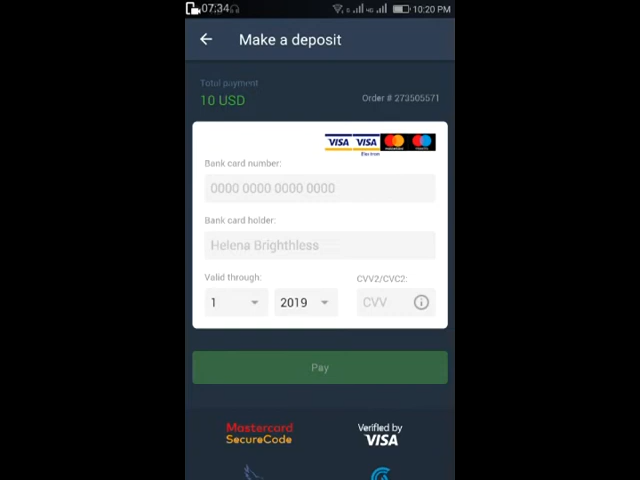 07:34 4G 10:20 PM
Make a deposit
Total payment
10 USD
Order # 273505571
VISA VISA
Electron
Bank card number:
0000 0000 0000 0000
Bank card holder:
Helena Brighthless
Valid through:
CVV2/CVC2:
1 2019 CVV
Pay
Mastercard
SecureCode
Verified by
VISA